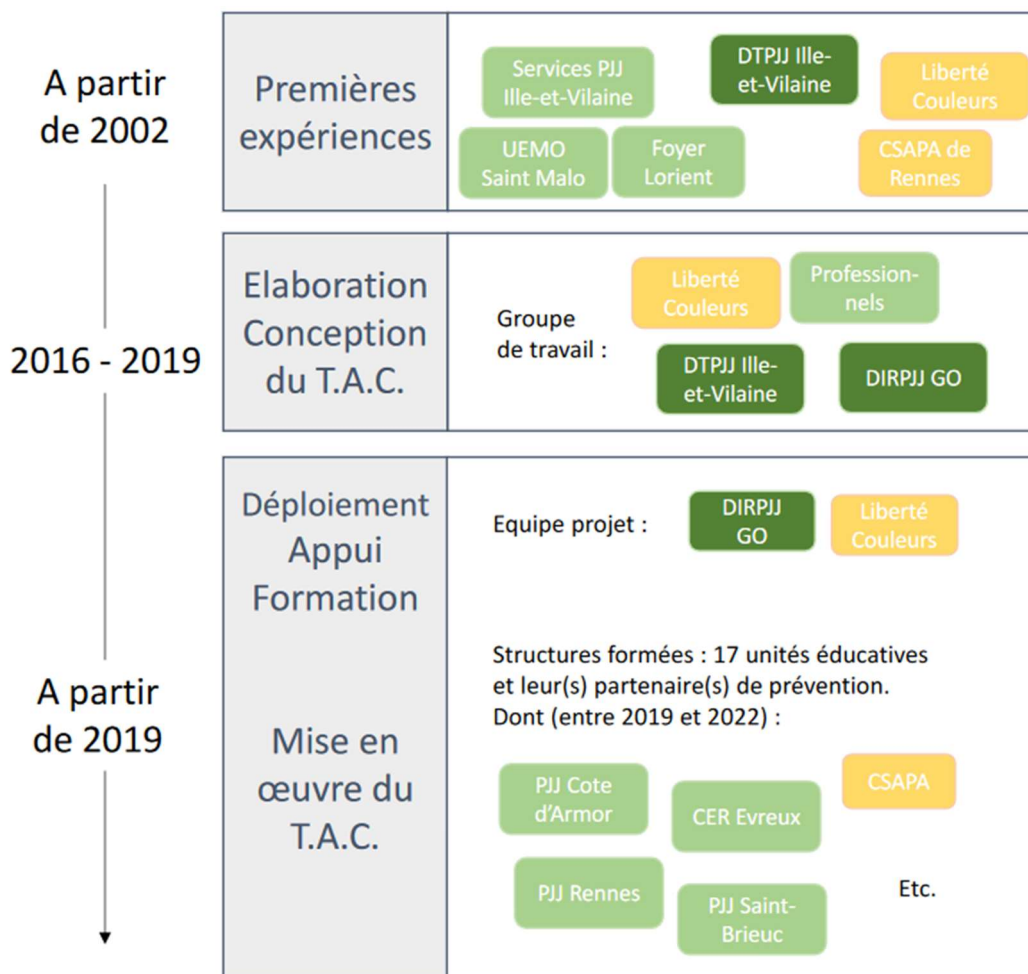 A partir
de 2002
Premières
expériences
Services PJJ
Ille-et-Vilaine
DTPJJ Ille-
et-Vilaine
Liberté
Couleurs
UEMO
Saint Malo
Foyer
Lorient
CSAPA de
Rennes
2016 - 2019
Elaboration
Conception
du T.A.C.
Groupe
de travail :
Liberté
Couleurs
Profession-
nels
DTPJJ Ille-
et-Vilaine
DIRPJJ GO
A partir
de 2019
Déploiement
Appui
Formation
Equipe projet :
DIRPJJ
GO
Liberté
Couleurs
Mise en
œuvre du
T.A.C.
Structures formées : 17 unités éducatives
et leur(s) partenaire(s) de prévention.
Dont (entre 2019 et 2022) :
PJJ Cote
d'Armor
CER Evreux
CSAPA
PJJ Rennes
PJJ Saint-
Brieuc
Etc.